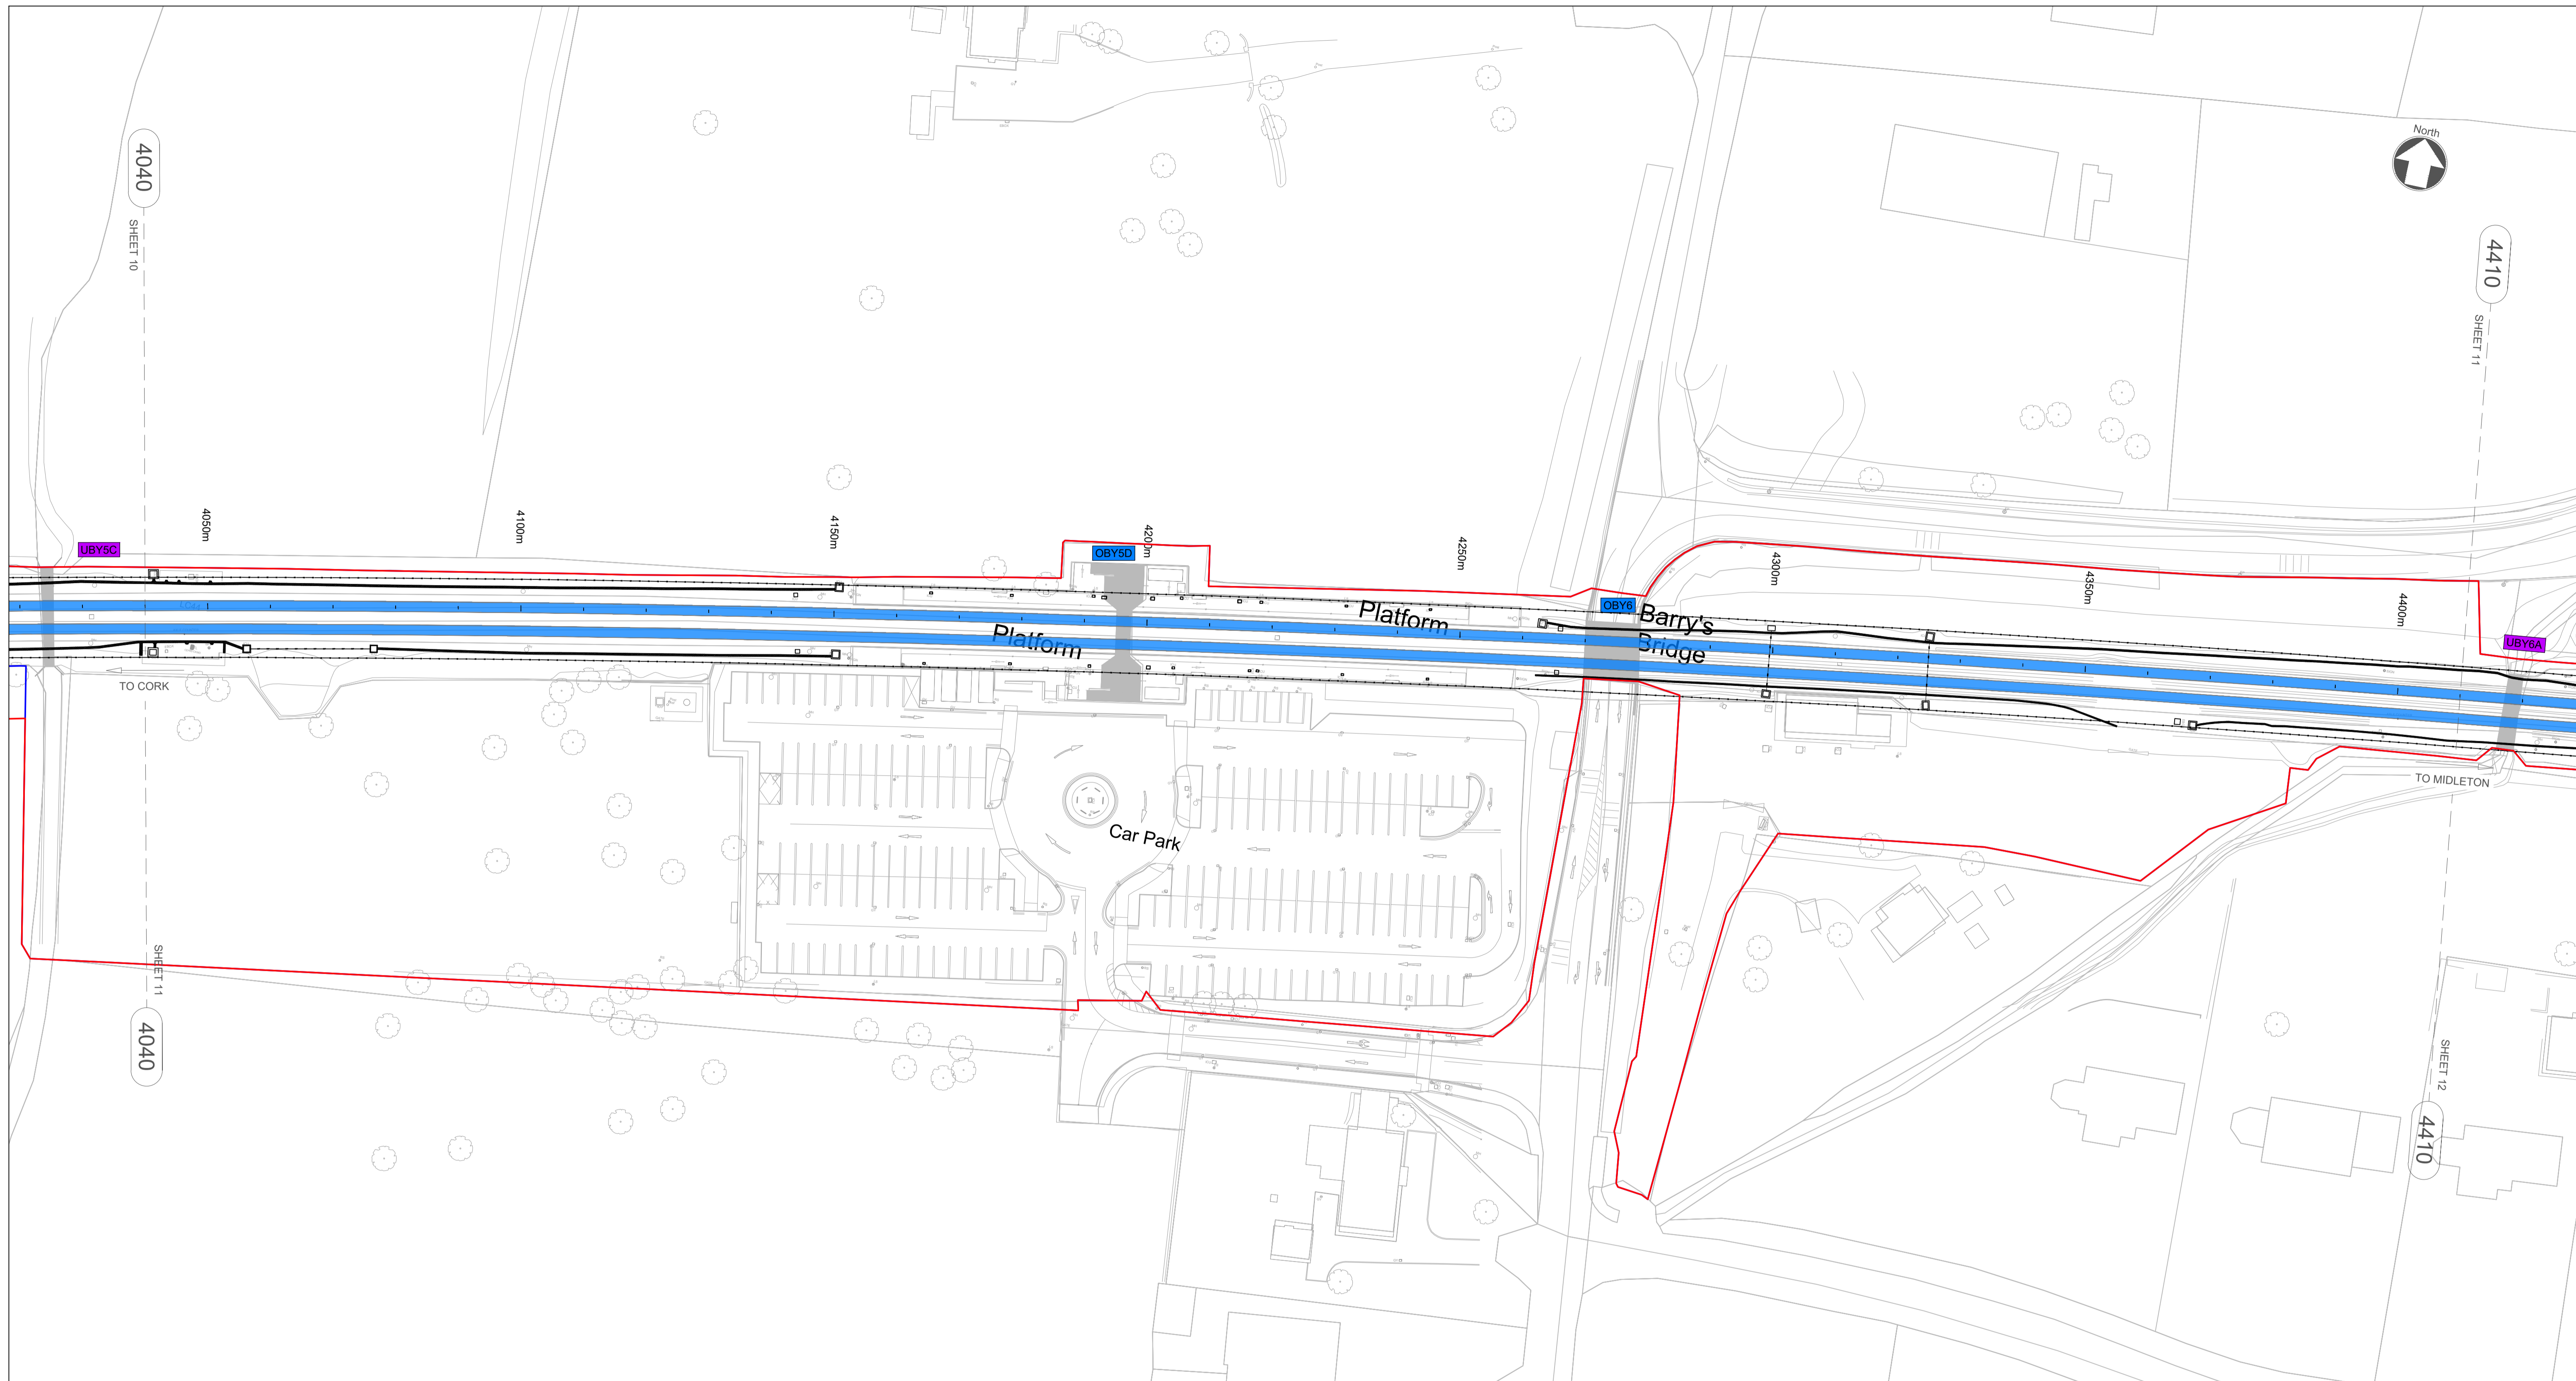 North
4040
SHEET 10
4410
SHEET 11
4050m
4100m
4150m
4200m
4250m
4300m
4350m
4400m
UBY5C
OBY5D
OBY6
UBY6A
Platform
Platform
Barry's
Bridge
TO CORK
TO MIDLETON
Car Park
SHEET 11
4040
SHEET 12
4410